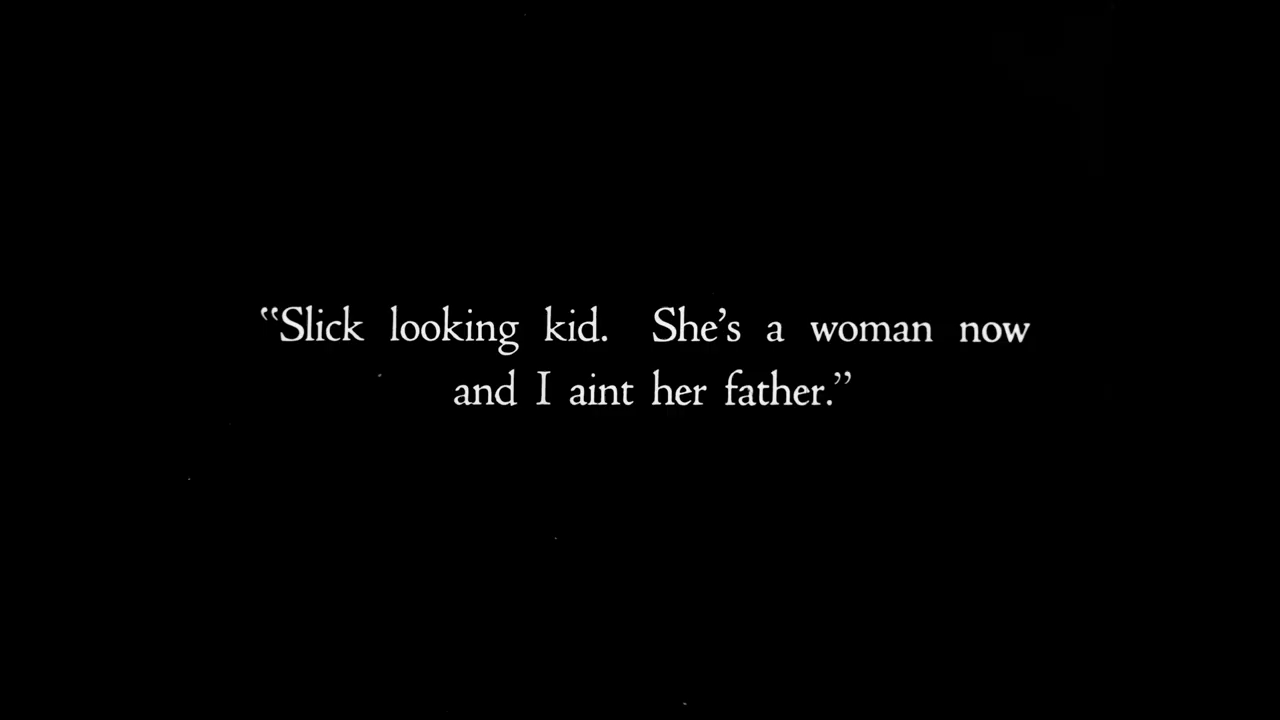 “Slick looking kid. She’s a woman now
and I aint her father.”